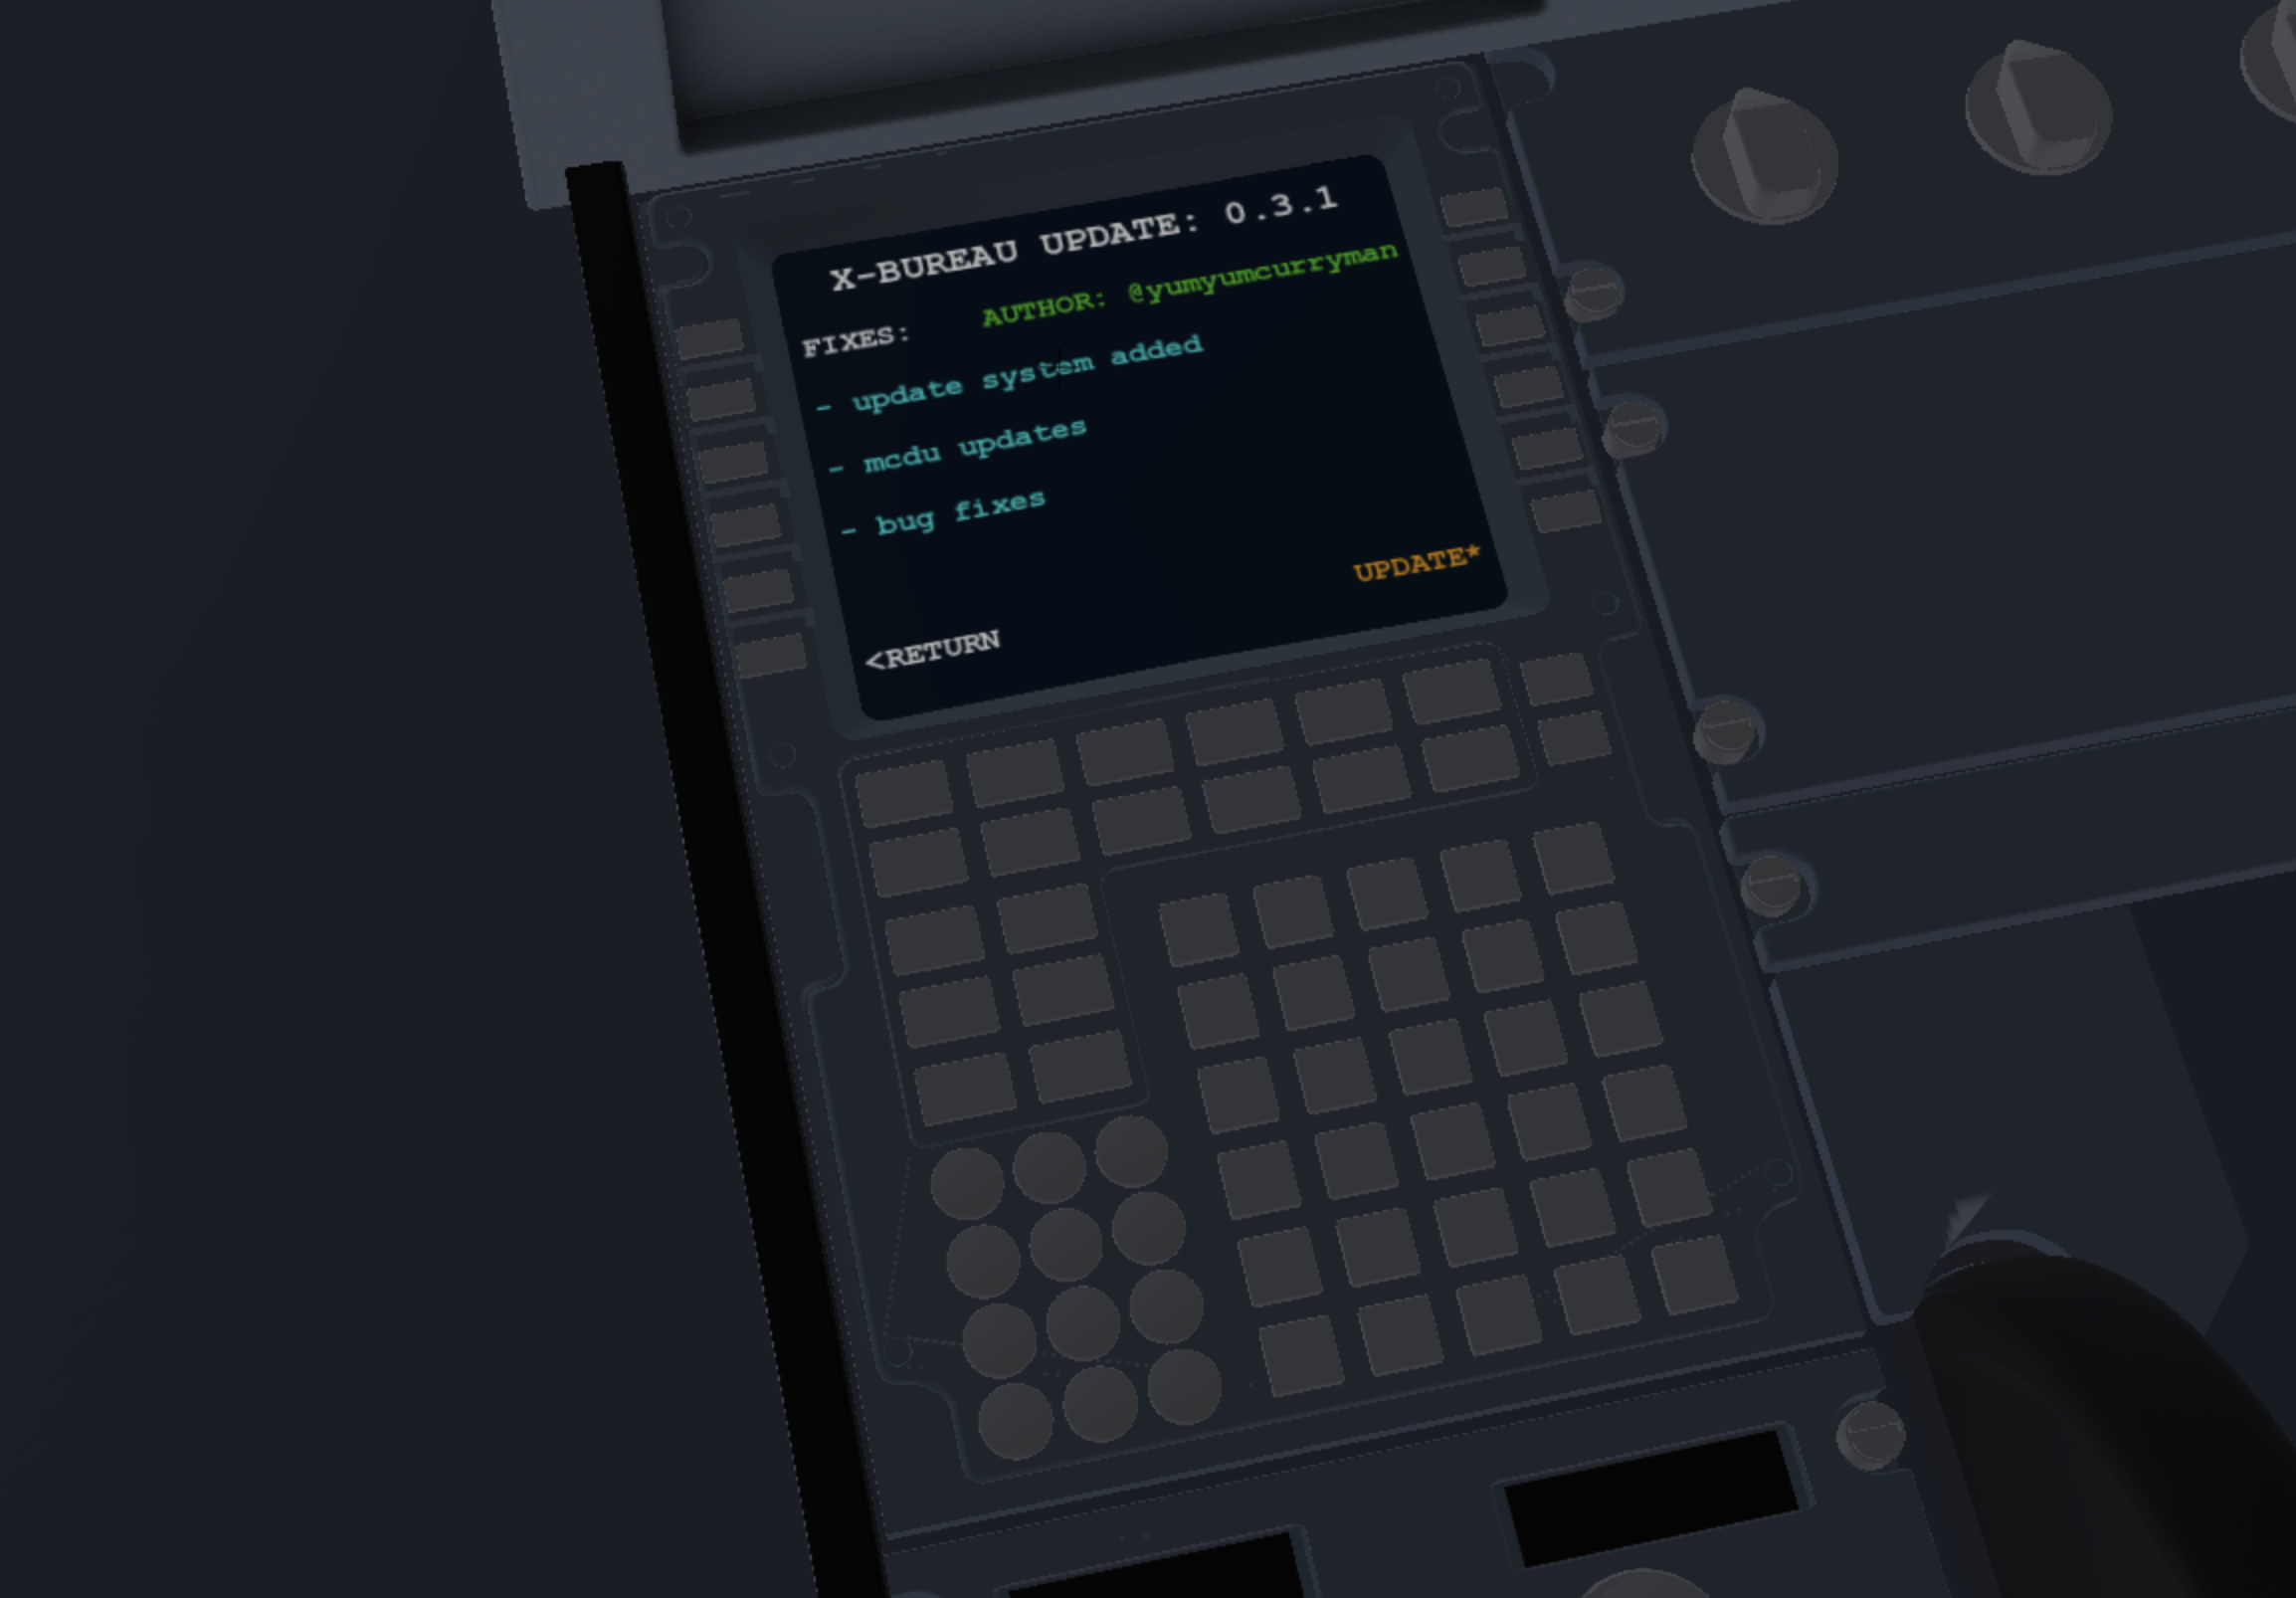 X-BUREAU UPDATE: 0.3.1
AUTHOR: @yumyumcurryman
FIXES:
- update system added
- mcdu updates
- bug fixes
UPDATE*
<RETURN